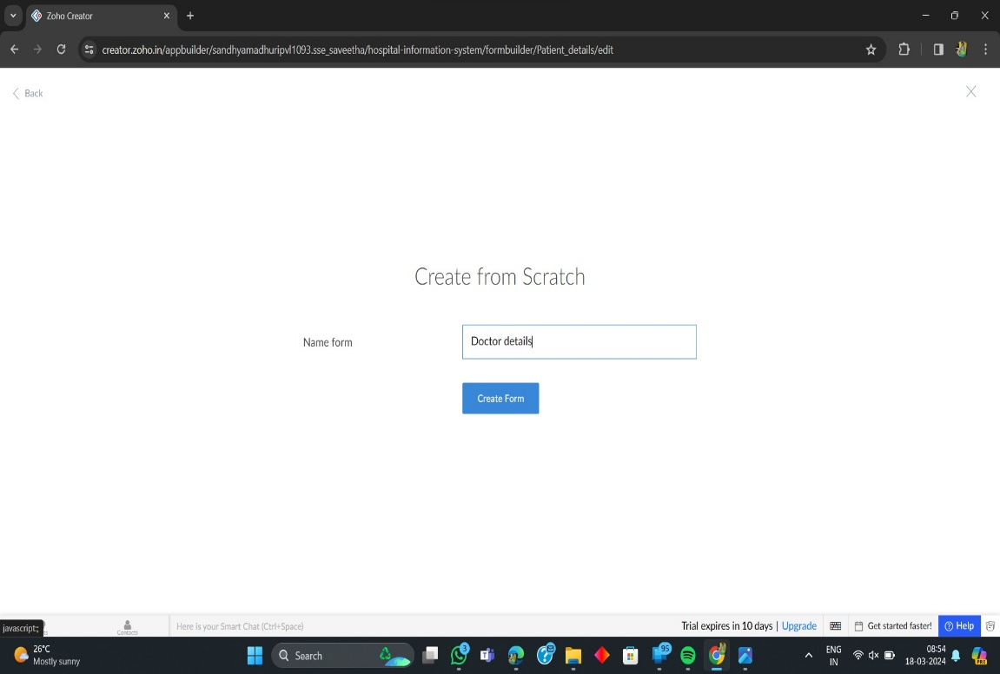 Zoho Creator
creator.zoho.in/appbuilder/sandhyamadhuripvl1093.sse_saveetha/hospital-information-system/formbuilder/Patient_details/edit
Back
Create from Scratch
Name form
Doctor details
Create Form
javascript:;
Contacts
Here is your Smart Chat (Ctrl+Space)
Trial expires in 10 days | Upgrade
Get started faster!
Help
26°C
Mostly sunny
Search
3
95
ENG
IN
08:54
18-03-2024
PRE